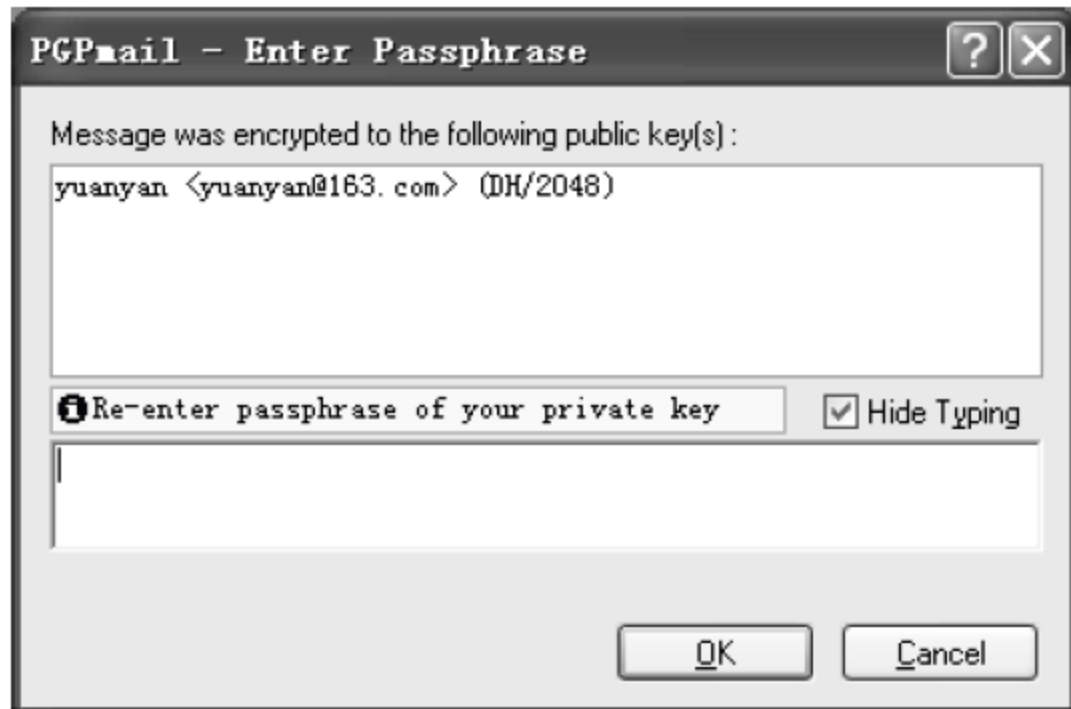 PGPmail - Enter Passphrase
Message was encrypted to the following public key(s) :
yuanyan <yuanyan@163.com> (DH/2048)
Re-enter passphrase of your private key
Hide Typing
OK
Cancel